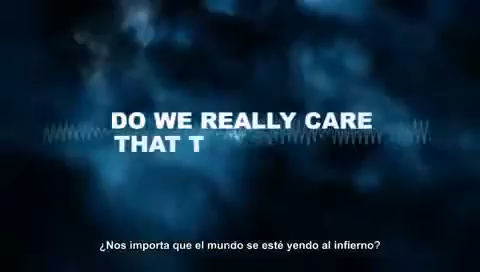 DO WE REALLY CARE
THAT T
¿Nos importa que el mundo se esté yendo al infierno?